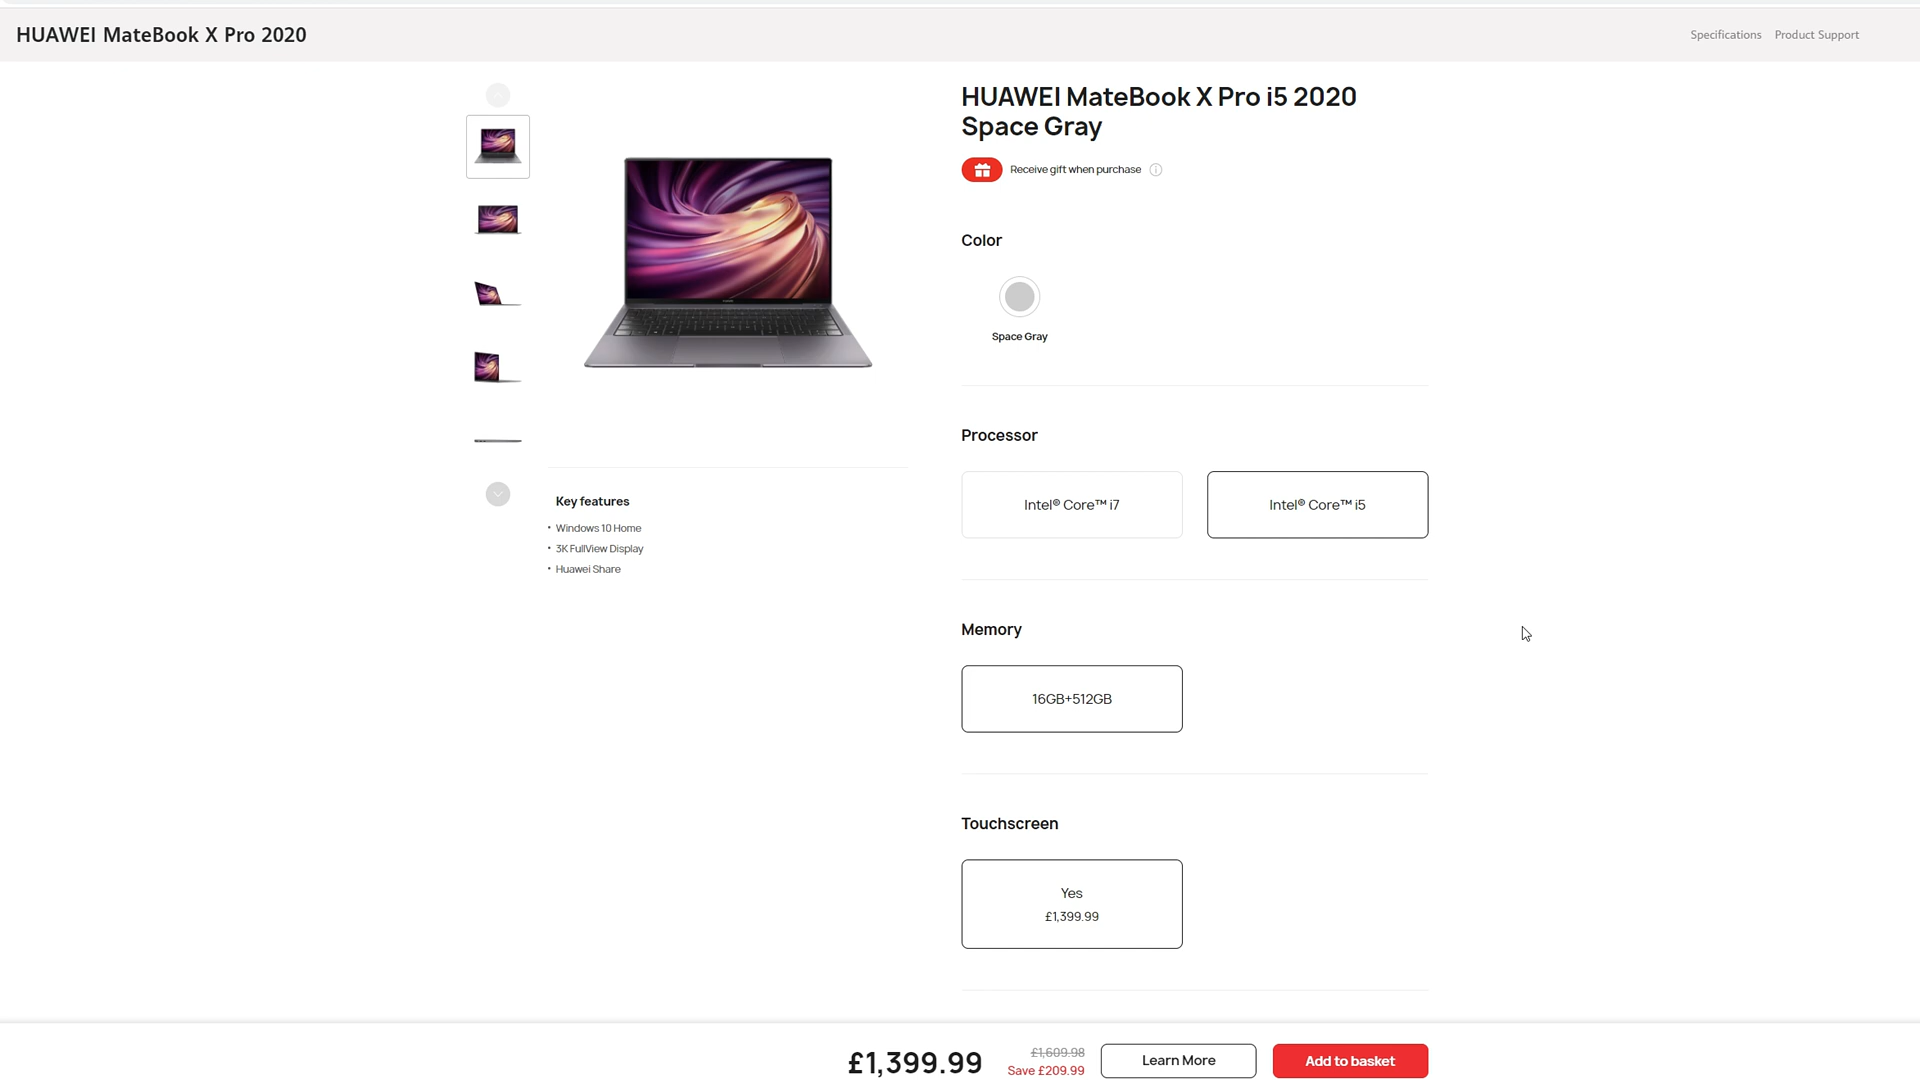 HUAWEI MateBook X Pro 2020
Specifications
Product Support
HUAWEI MateBook X Pro i5 2020
Space Gray
Receive gift when purchase
Color
Space Gray
Processor
Intel® Core™ i7
Intel® Core™ i5
Key features
• Windows 10 Home
• 3K FullView Display
• Huawei Share
Memory
16GB+512GB
Touchscreen
Yes
£1,399.99
£1,399.99
£1,609.98
Save £209.99
Learn More
Add to basket